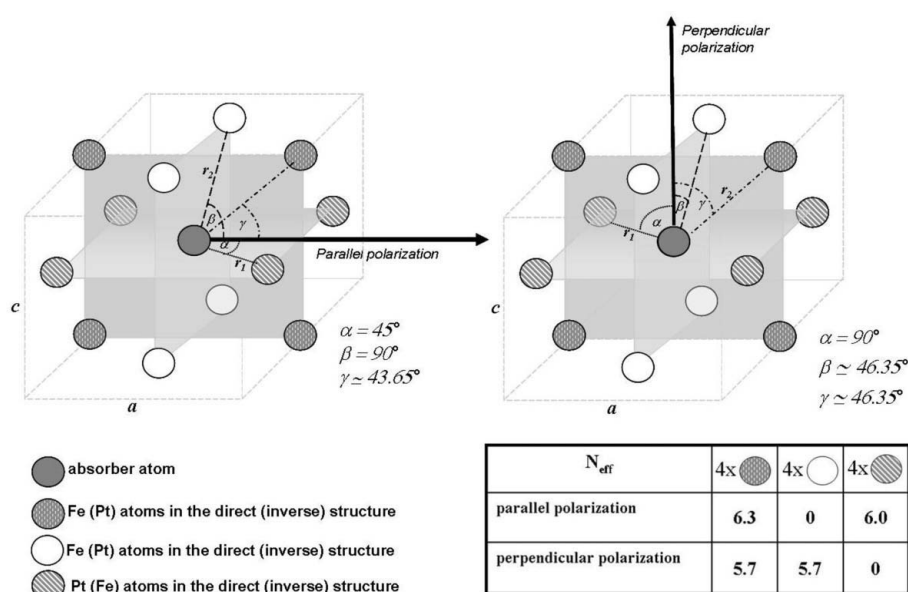 Perpendicular
polarization
r₂
β
γ
α
r₁
Parallel polarization
c
a
α = 45°
β = 90°
γ ≃ 43.65°
r₂
β
γ
α
r₁
c
a
α = 90°
β ≃ 46.35°
γ ≃ 46.35°
absorber atom
Fe (Pt) atoms in the direct (inverse) structure
Fe (Pt) atoms in the direct (inverse) structure
Pt (Fe) atoms in the direct (inverse) structure
N_eff 4x 4x 4x
parallel polarization 6.3 0 6.0
perpendicular polarization 5.7 5.7 0